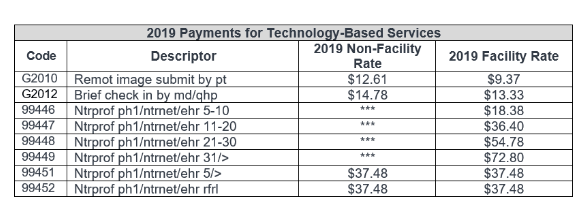 2019 Payments for Technology-Based Services
Code Descriptor 2019 Non-Facility Rate 2019 Facility Rate
G2010 Remot image submit by pt $12.61 $9.37
G2012 Brief check in by md/qhp $14.78 $13.33
99446 Ntrprof ph1/ntrnet/ehr 5-10 *** $18.38
99447 Ntrprof ph1/ntrnet/ehr 11-20 *** $36.40
99448 Ntrprof ph1/ntrnet/ehr 21-30 *** $54.78
99449 Ntrprof ph1/ntrnet/ehr 31/> *** $72.80
99451 Ntrprof ph1/ntrnet/ehr 5/> $37.48 $37.48
99452 Ntrprof ph1/ntrnet/ehr rfrl $37.48 $37.48